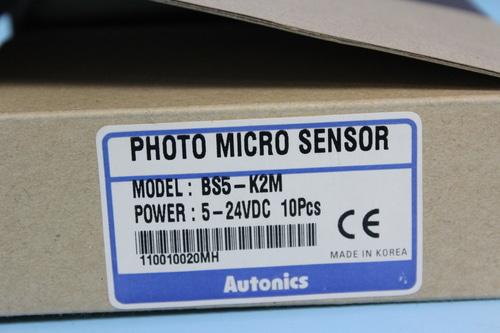 PHOTO MICRO SENSOR
MODEL : BS5-K2M
POWER : 5-24VDC 10Pcs
CE
110010020MH
MADE IN KOREA
Autonics